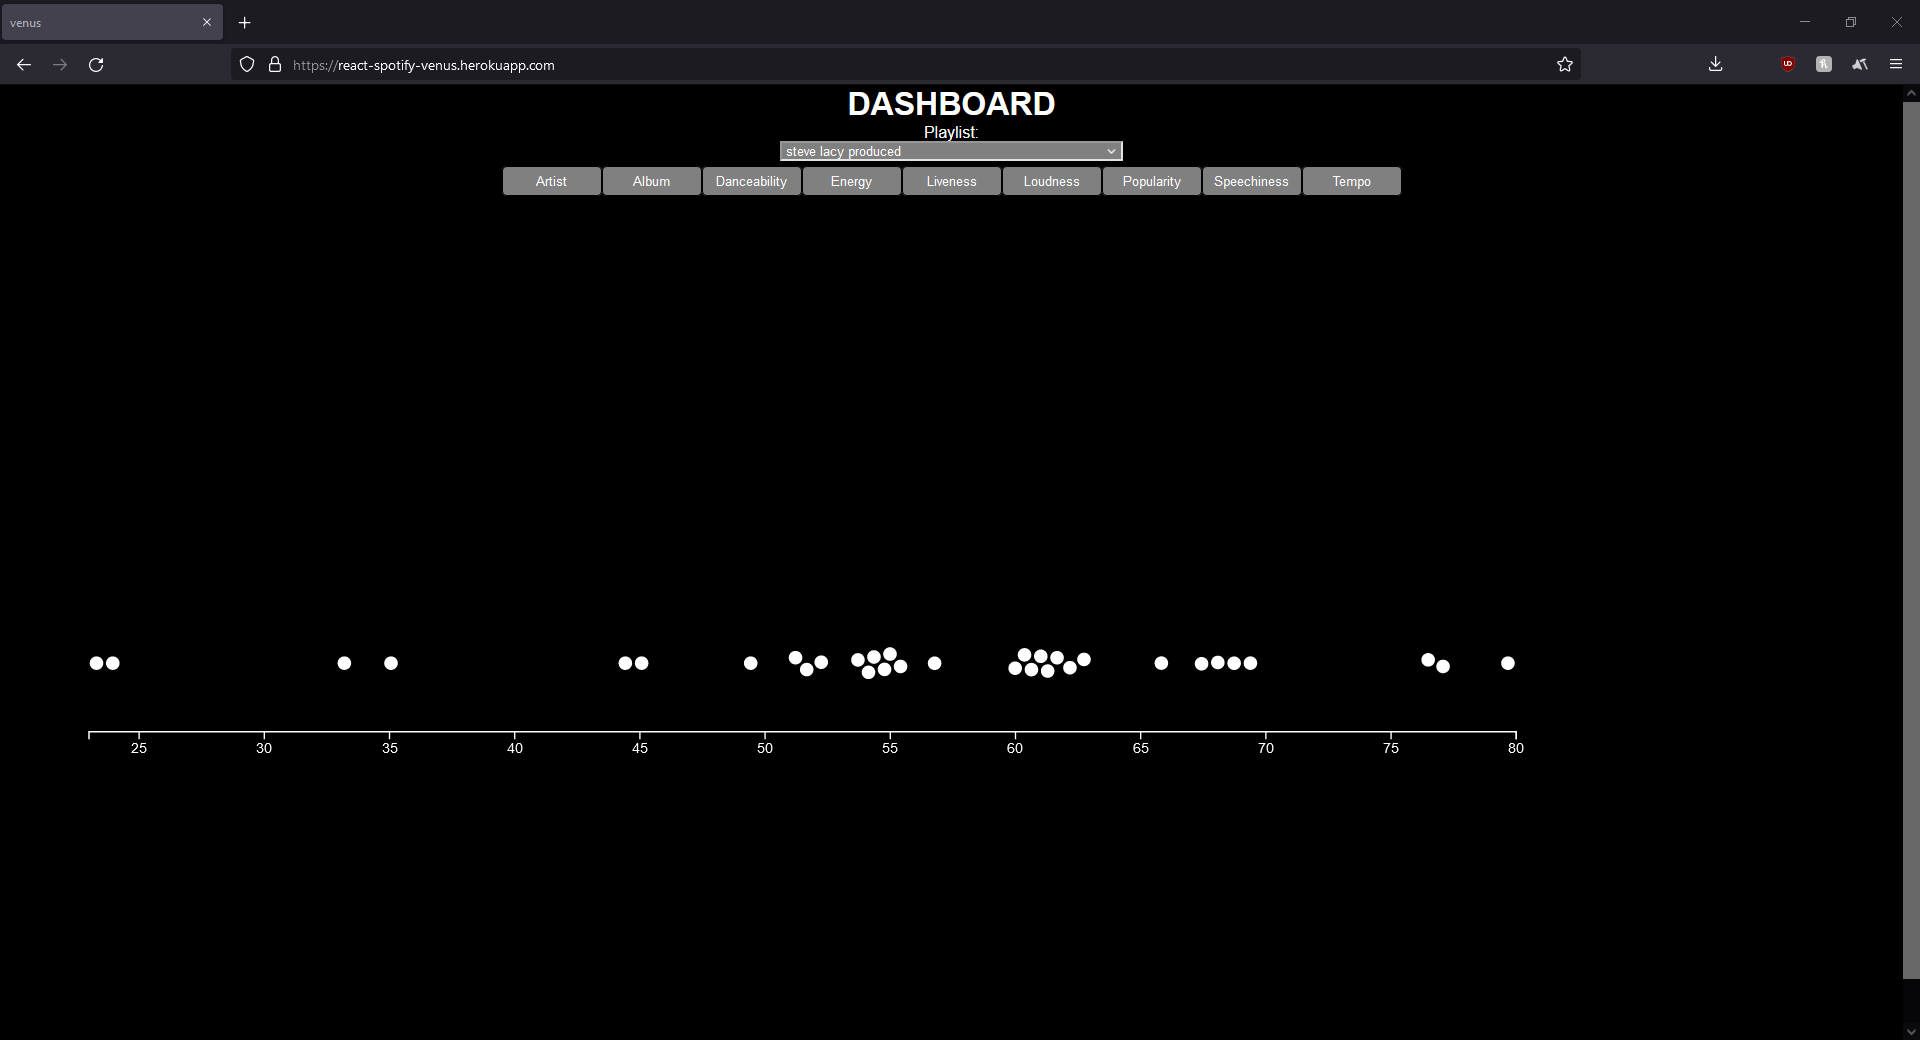 venus
https://react-spotify-venus.herokuapp.com
DASHBOARD
Playlist:
steve lacy produced
Artist Album Danceability Energy Liveness Loudness Popularity Speechiness Tempo
25 30 35 40 45 50 55 60 65 70 75 80